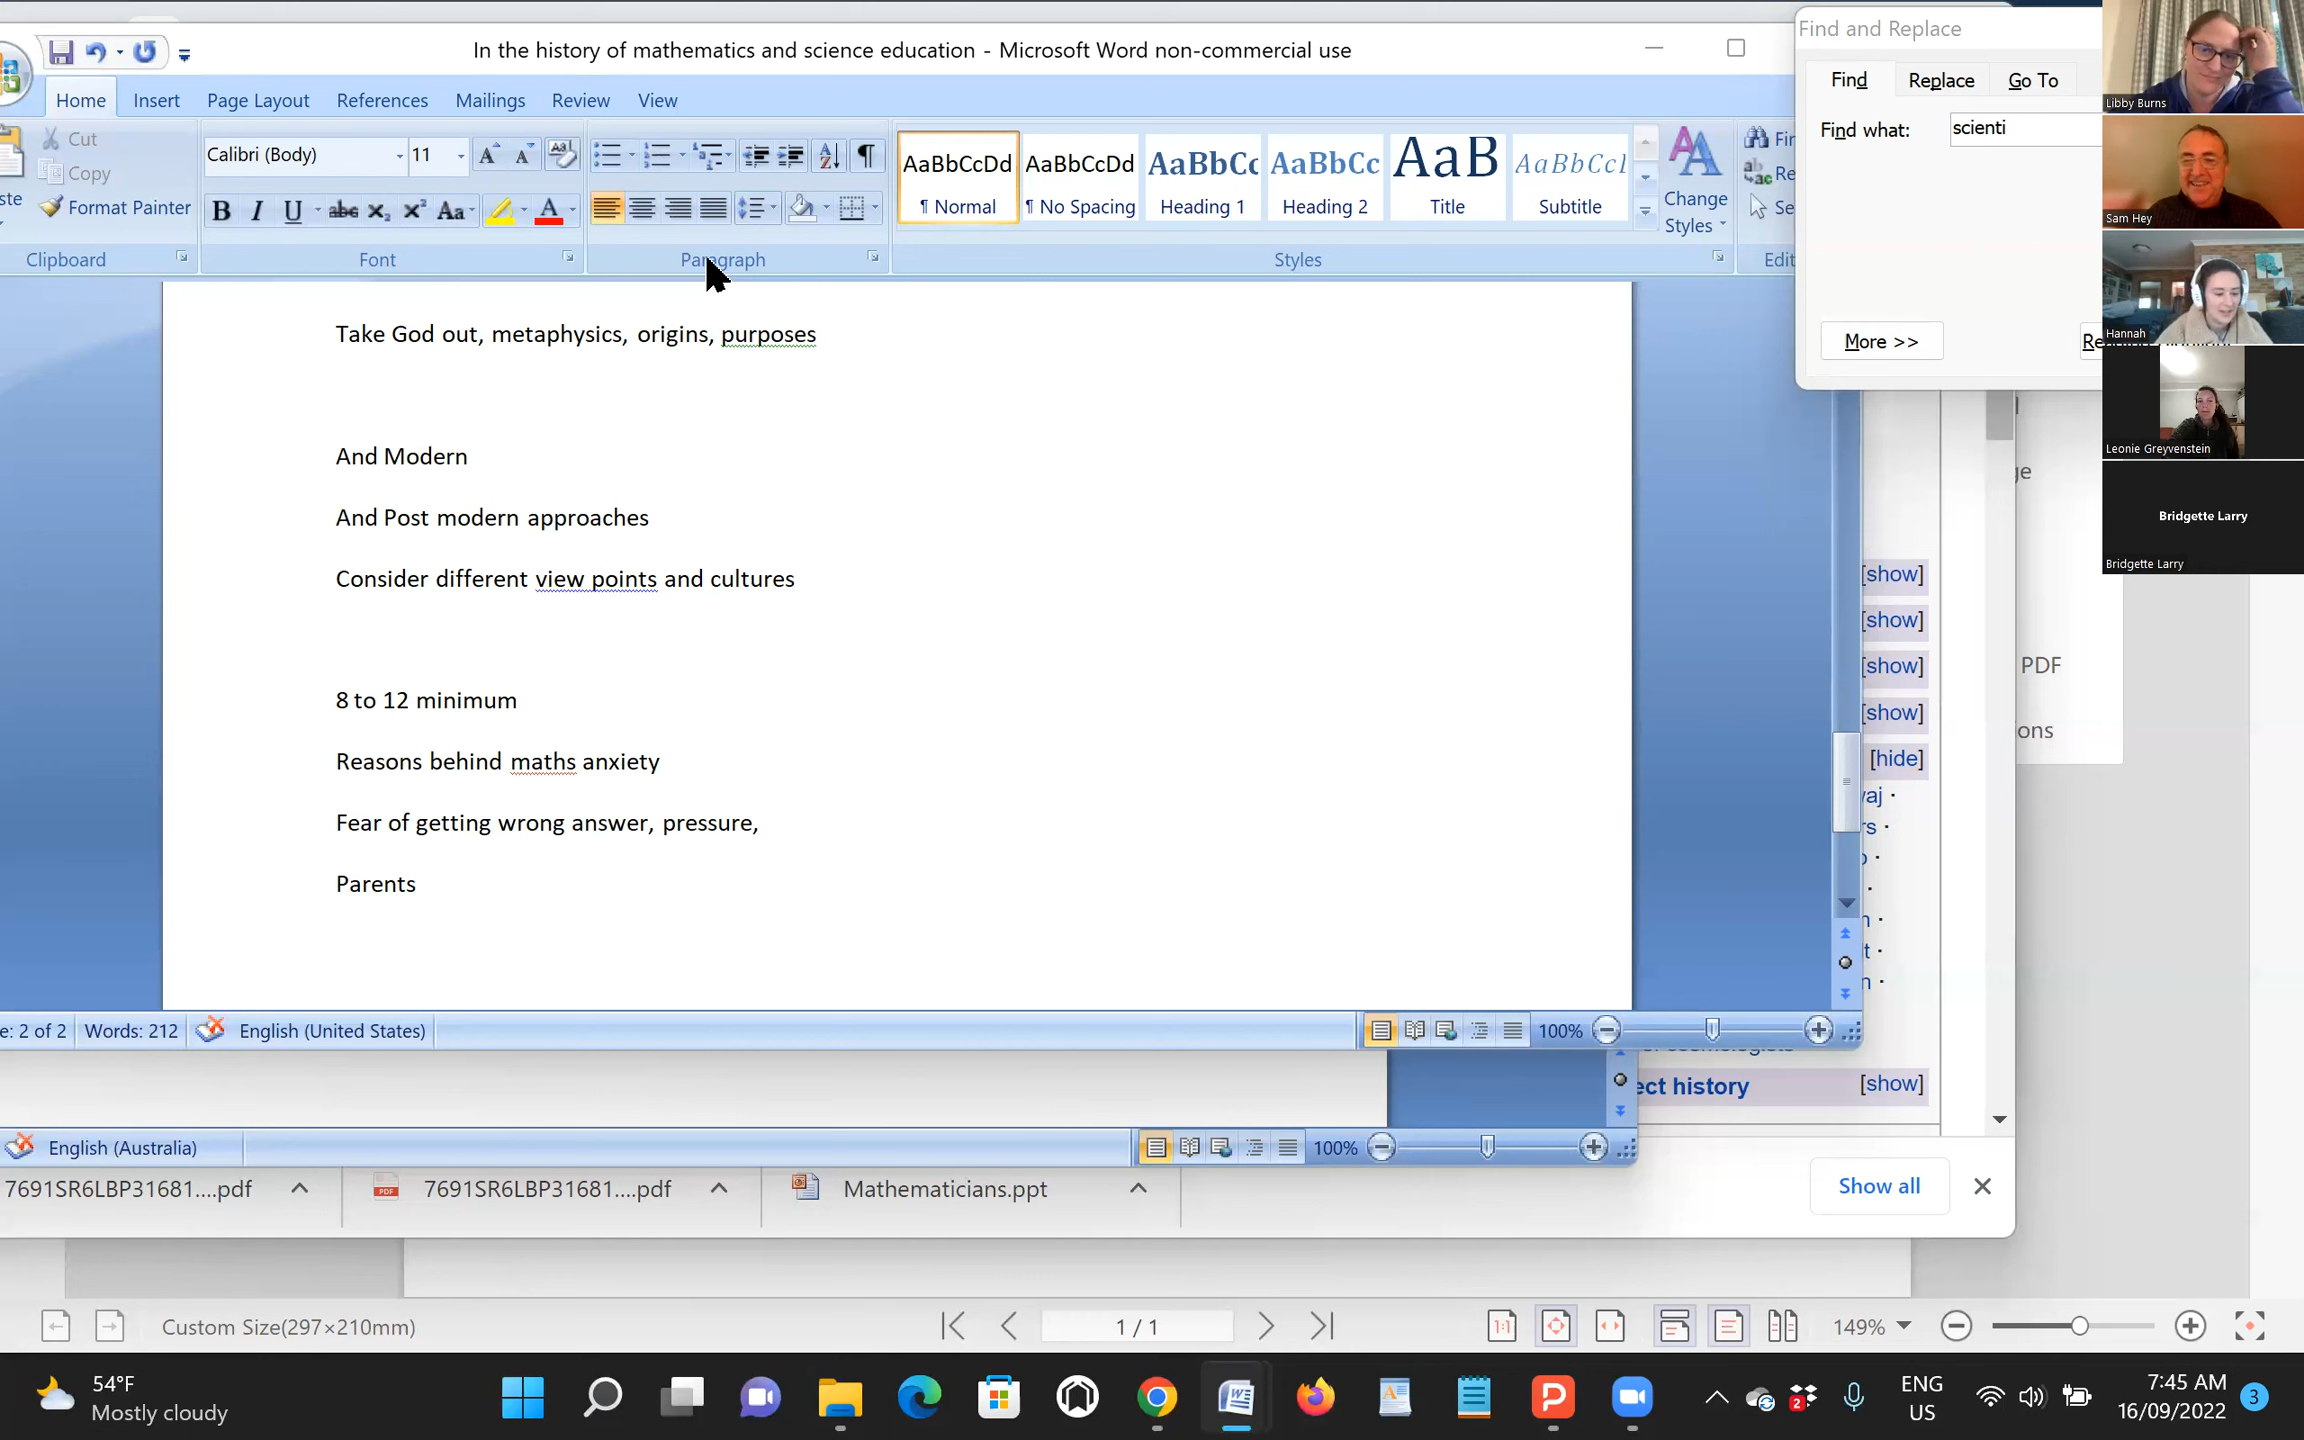 In the history of mathematics and science education - Microsoft Word non-commercial use
Home Insert Page Layout References Mailings Review View
Cut
Copy
Format Painter
Clipboard
Calibri (Body) 11
Font
Paragraph
AaBbCcDd AaBbCcDd AaBbCc AaBbCc AaB AaBbCcI
¶ Normal ¶ No Spacing Heading 1 Heading 2 Title Subtitle
Change
Styles
Styles
Find and Replace
Find Replace Go To
Find what: scienti
More >>
Libby Burns
Sam Hey
Hannah
Leonie Greyvenstein
Bridgette Larry
Bridgette Larry
Take God out, metaphysics, origins, purposes
And Modern
And Post modern approaches
Consider different view points and cultures
8 to 12 minimum
Reasons behind maths anxiety
Fear of getting wrong answer, pressure,
Parents
[show]
[show]
[show]
[show]
[hide]
PDF
e: 2 of 2 Words: 212 English (United States) 100%
ect history [show]
English (Australia) 100%
7691SR6LBP31681....pdf 7691SR6LBP31681....pdf Mathematicians.ppt Show all
Custom Size(297×210mm) 1 / 1 149%
54°F
Mostly cloudy
ENG
US
7:45 AM
16/09/2022
3
2